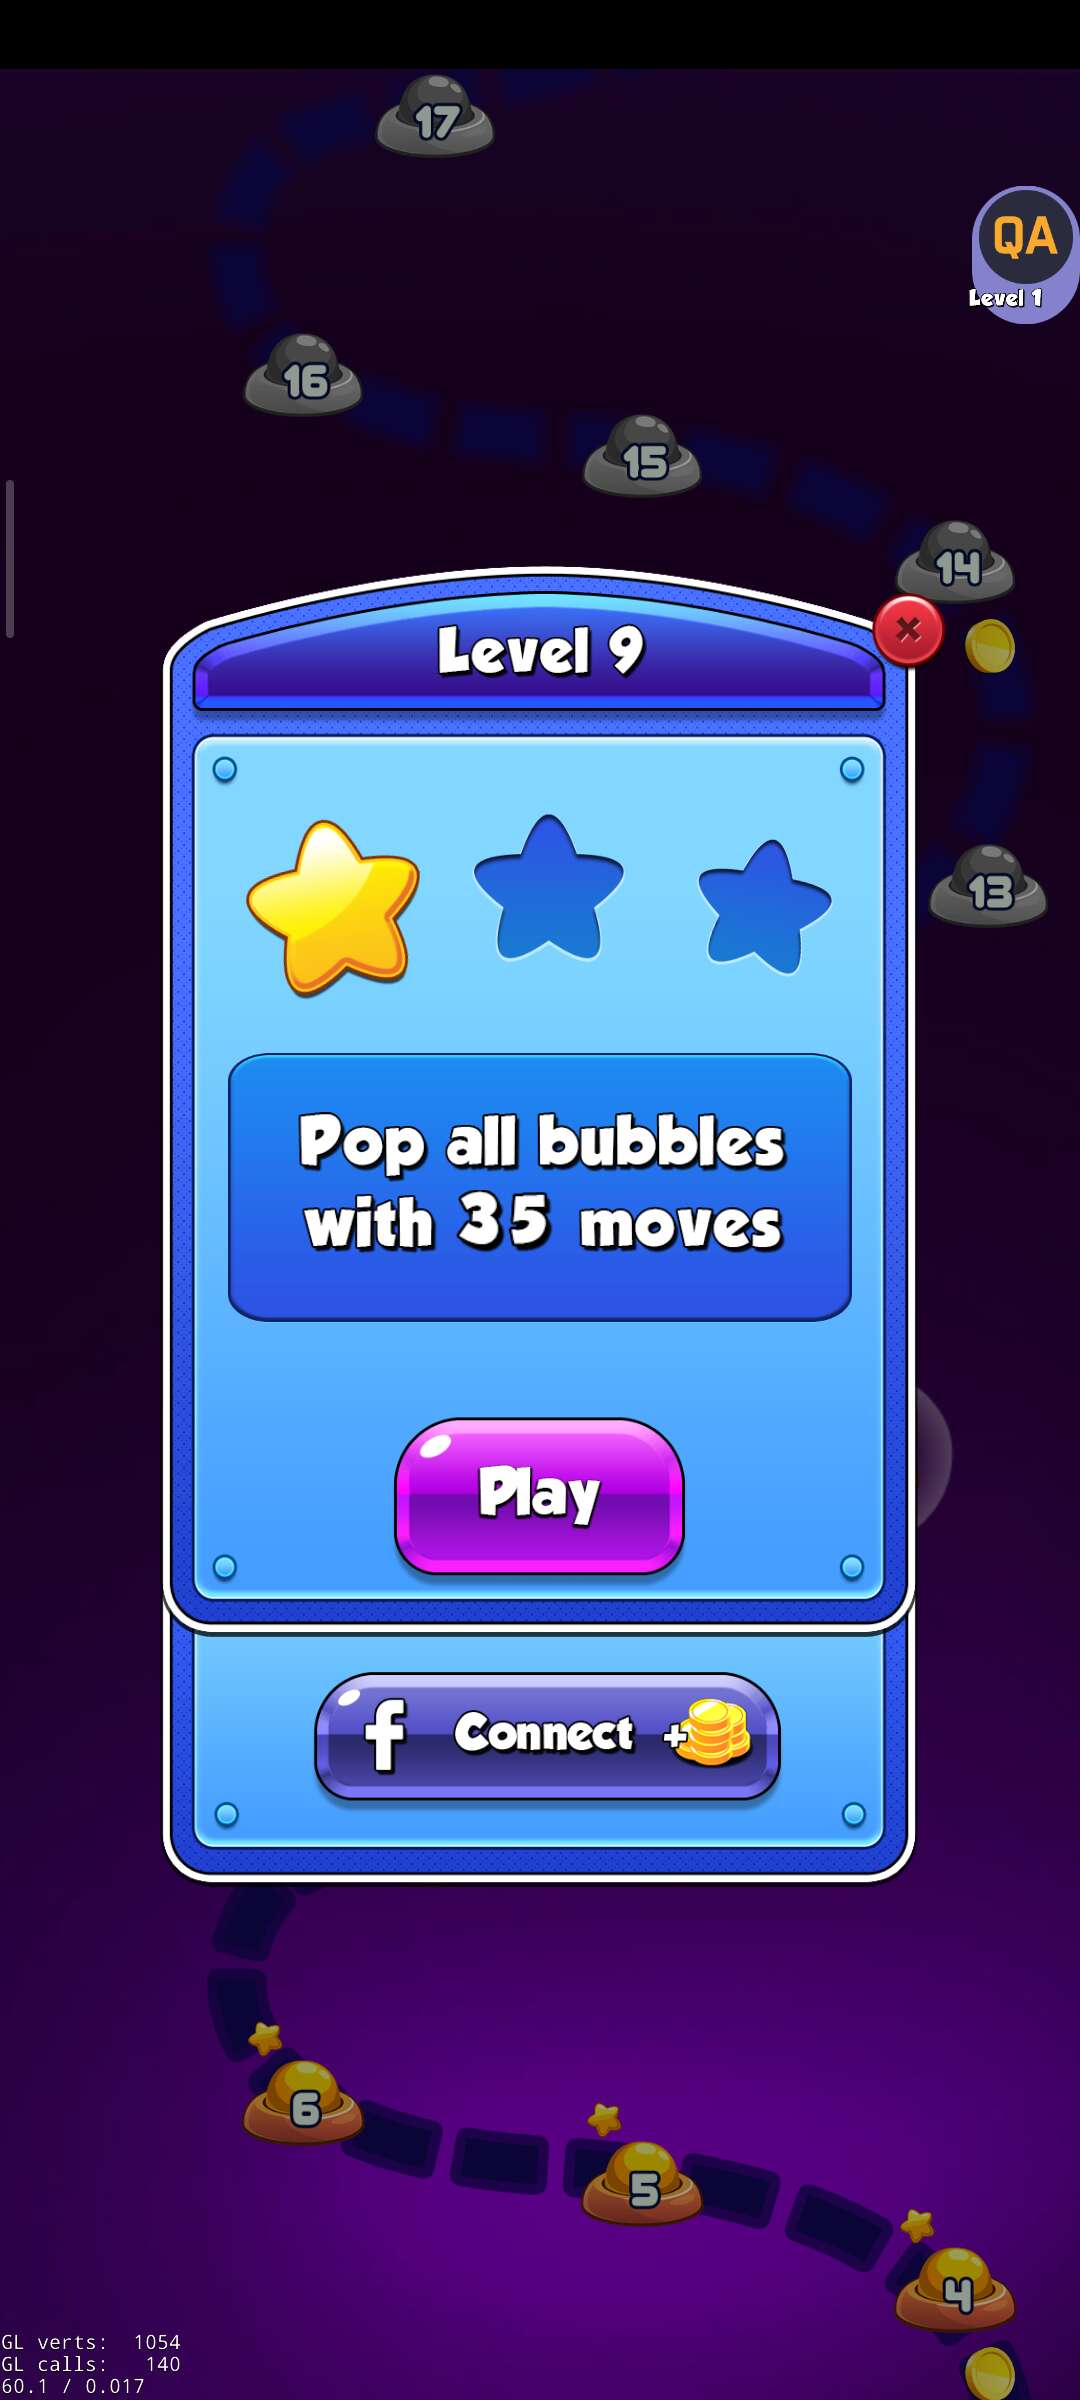 17
QA
Level 1
16
15
14
Level 9
13
Pop all bubbles
with 35 moves
Play
f Connect +
6
5
4
GL verts: 1054
GL calls: 140
60.1 / 0.017